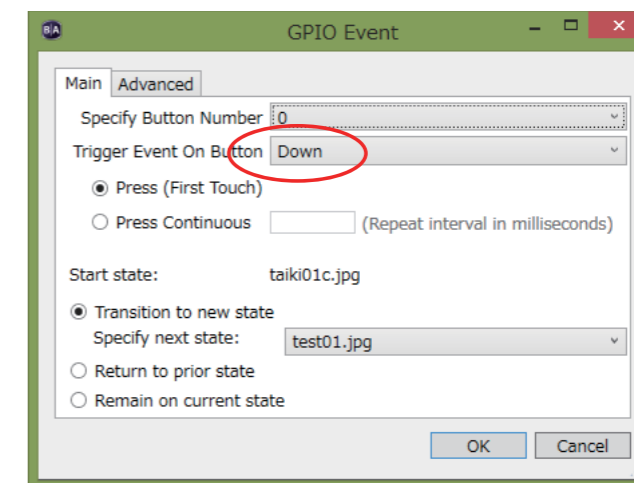 BA GPIO Event
Main Advanced
Specify Button Number 0
Trigger Event On Button Down
Press (First Touch)
Press Continuous (Repeat interval in milliseconds)
Start state: taiki01c.jpg
Transition to new state
Specify next state: test01.jpg
Return to prior state
Remain on current state
OK Cancel